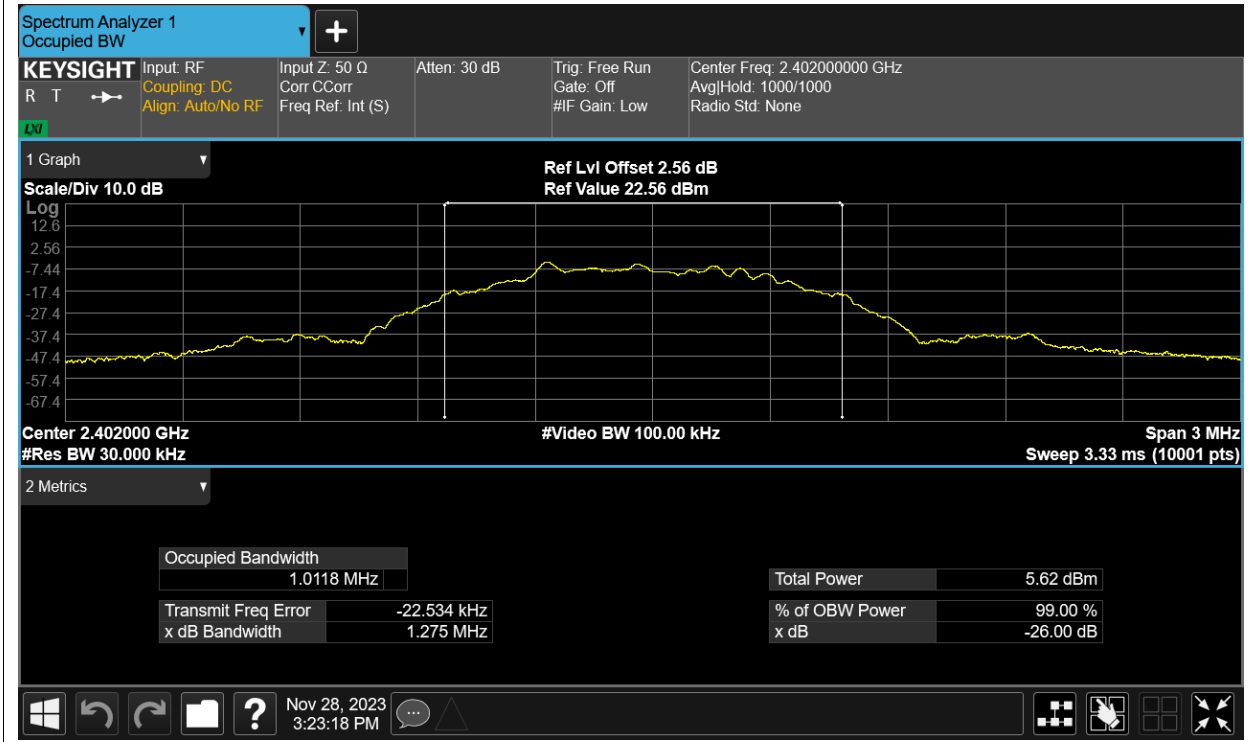 Spectrum Analyzer 1
Occupied BW
KEYSIGHT
R T
LXI
Input: RF
Coupling: DC
Align: Auto/No RF
Input Z: 50 Ω
Corr CCorr
Freq Ref: Int (S)
Atten: 30 dB
Trig: Free Run
Gate: Off
#IF Gain: Low
Center Freq: 2.402000000 GHz
Avg|Hold: 1000/1000
Radio Std: None
1 Graph
Scale/Div 10.0 dB
Ref Lvl Offset 2.56 dB
Ref Value 22.56 dBm
Log
12.6
2.56
-7.44
-17.4
-27.4
-37.4
-47.4
-57.4
-67.4
Center 2.402000 GHz
#Res BW 30.000 kHz
#Video BW 100.00 kHz
Span 3 MHz
Sweep 3.33 ms (10001 pts)
2 Metrics
Occupied Bandwidth
1.0118 MHz
Transmit Freq Error -22.534 kHz
x dB Bandwidth 1.275 MHz
Total Power 5.62 dBm
% of OBW Power 99.00 %
x dB -26.00 dB
?
Nov 28, 2023
3:23:18 PM